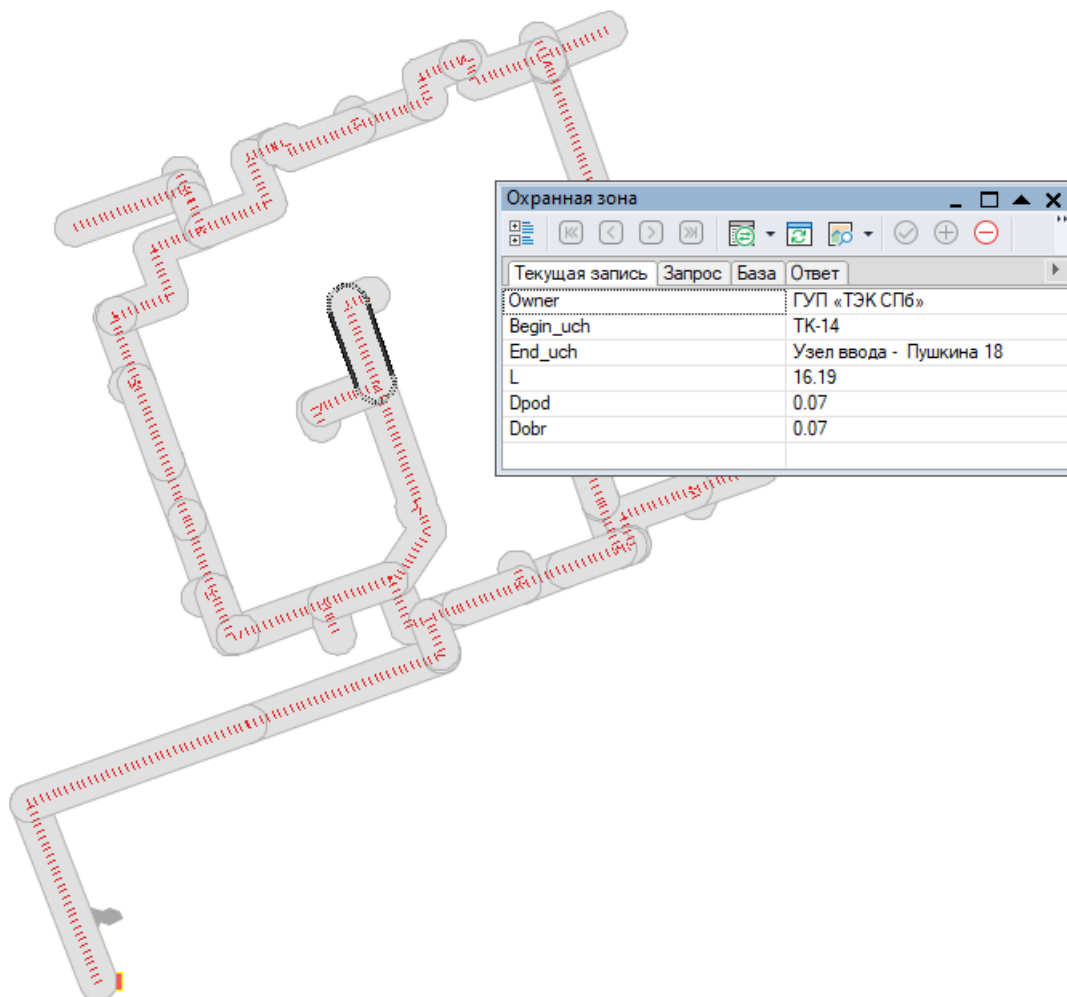 Охранная зона
Текущая запись Запрос База Ответ
Owner ГУП «ТЭК СПб»
Begin_uch ТК-14
End_uch Узел ввода - Пушкина 18
L 16.19
Dpod 0.07
Dobr 0.07